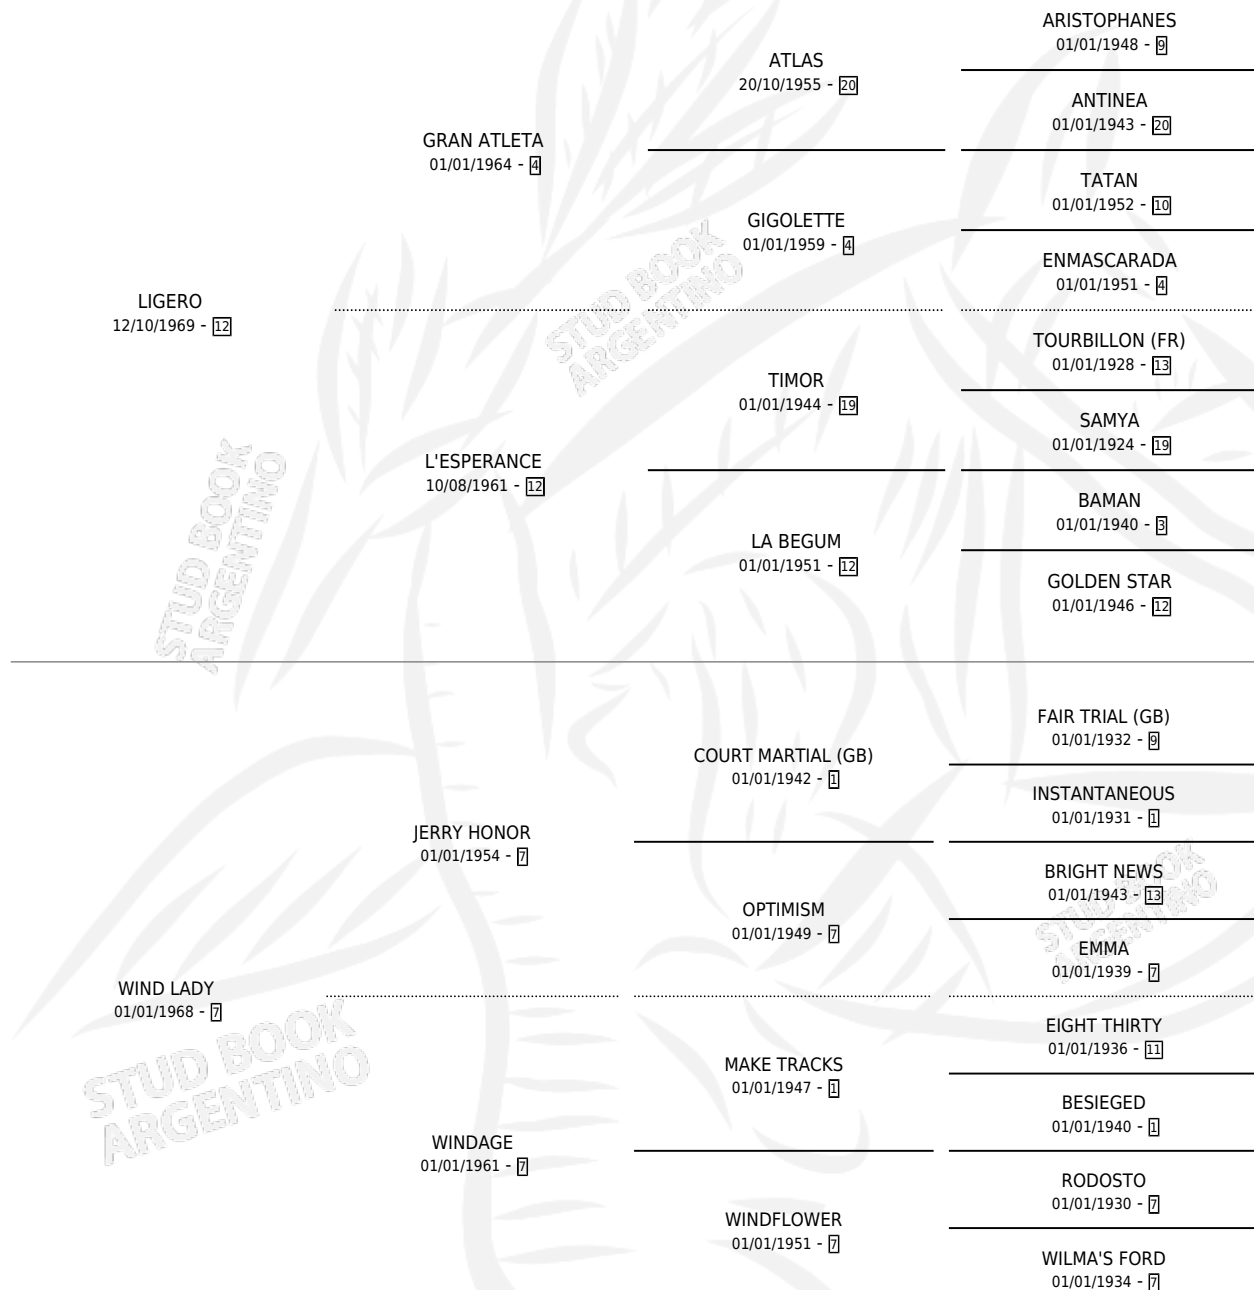 ARISTOPHANES
01/01/1948 - 9
ATLAS
20/10/1955 - 20
ANTINEA
01/01/1943 - 20
GRAN ATLETA
01/01/1964 - 4
TATAN
01/01/1952 - 10
GIGOLETTE
01/01/1959 - 4
ENMASCARADA
01/01/1951 - 4
LIGERO
12/10/1969 - 12
TOURBILLON (FR)
01/01/1928 - 13
TIMOR
01/01/1944 - 19
SAMYA
01/01/1924 - 19
L'ESPERANCE
10/08/1961 - 12
BAMAN
01/01/1940 - 3
LA BEGUM
01/01/1951 - 12
GOLDEN STAR
01/01/1946 - 12
STUD BOOK
ARGENTINO
STUD BOOK
ARGENTINO
FAIR TRIAL (GB)
01/01/1932 - 9
COURT MARTIAL (GB)
01/01/1942 - 1
INSTANTANEOUS
01/01/1931 - 1
JERRY HONOR
01/01/1954 - 7
BRIGHT NEWS
01/01/1943 - 13
OPTIMISM
01/01/1949 - 7
EMMA
01/01/1939 - 7
WIND LADY
01/01/1968 - 7
EIGHT THIRTY
01/01/1936 - 11
MAKE TRACKS
01/01/1947 - 1
BESIEGED
01/01/1940 - 1
WINDAGE
01/01/1961 - 7
RODOSTO
01/01/1930 - 7
WINDFLOWER
01/01/1951 - 7
WILMA'S FORD
01/01/1934 - 7
STUD BOOK
ARGENTINO
STUD BOOK
ARGENTINO